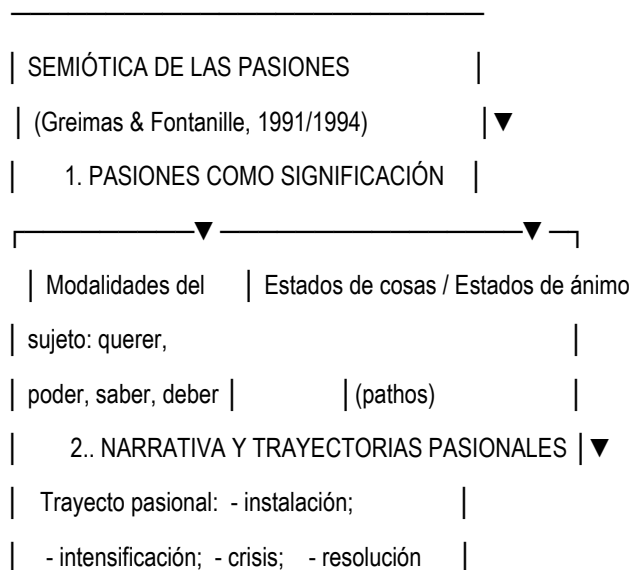 SEMIÓTICA DE LAS PASIONES
(Greimas & Fontanille, 1991/1994)
1. PASIONES COMO SIGNIFICACIÓN
Modalidades del Estados de cosas / Estados de ánimo
sujeto: querer,
poder, saber, deber (pathos)
2.. NARRATIVA Y TRAYECTORIAS PASIONALES
Trayecto pasional: - instalación;
- intensificación; - crisis; - resolución